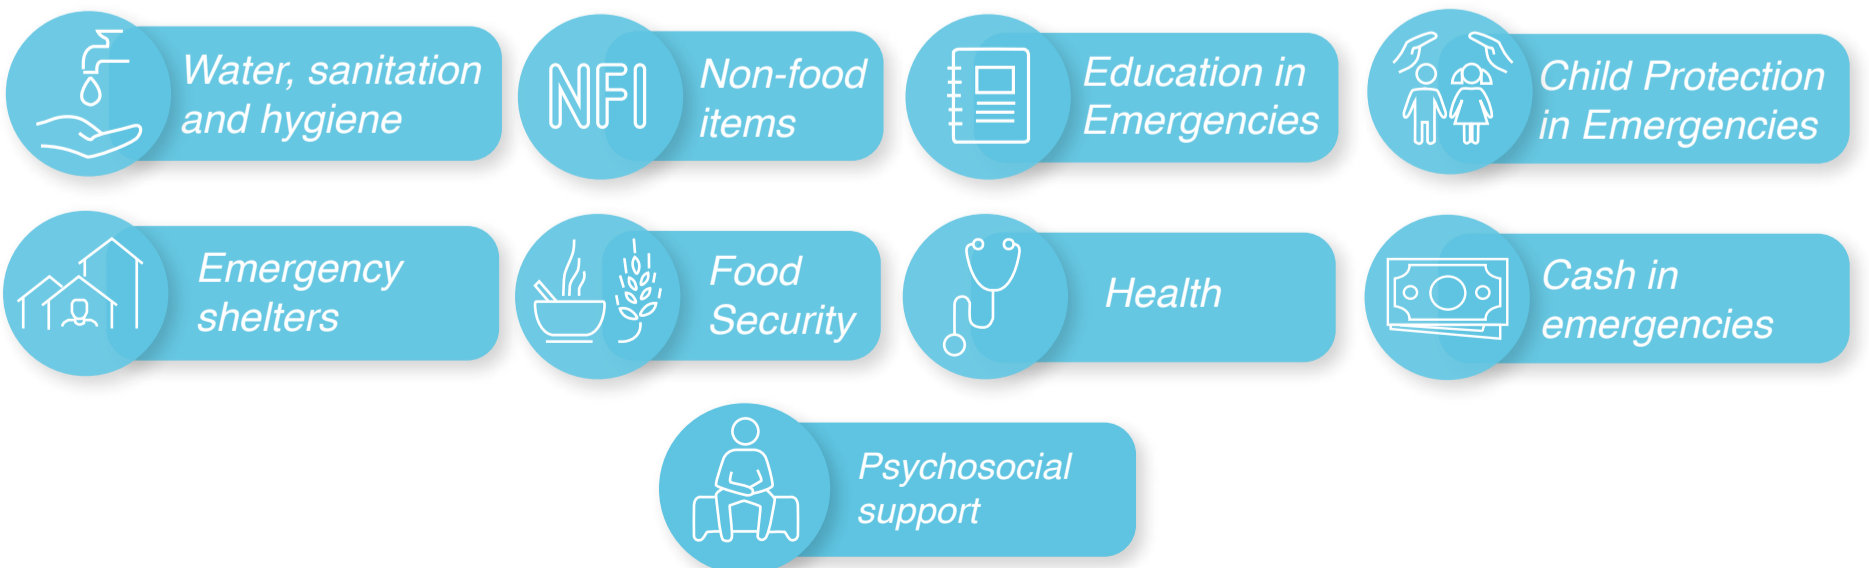 Water, sanitation
and hygiene
NFI
Non-food
items
Education in
Emergencies
Child Protection
in Emergencies
Emergency
shelters
Food
Security
Health
Cash in
emergencies
Psychosocial
support